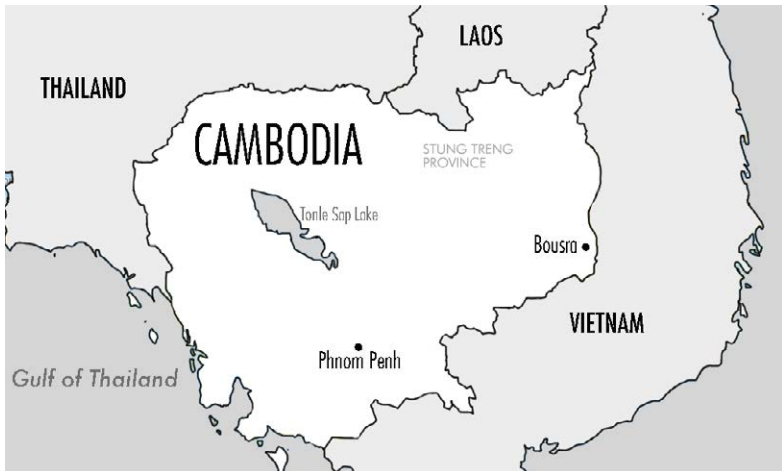 LAOS
THAILAND
CAMBODIA
STUNG TRENG
PROVINCE
Tonle Sap Lake
Bousra
VIETNAM
Phnom Penh
Gulf of Thailand